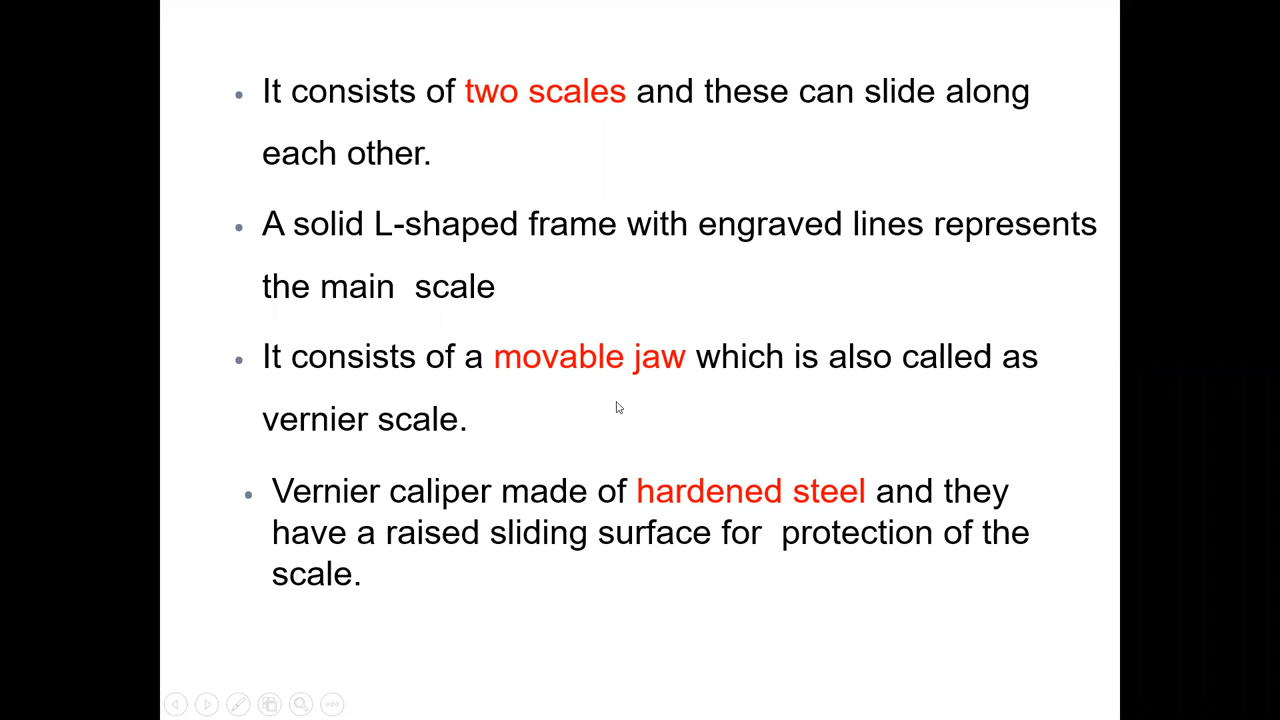 It consists of two scales and these can slide along
each other.
A solid L-shaped frame with engraved lines represents
the main  scale
It consists of a movable jaw which is also called as
vernier scale.
Vernier caliper made of hardened steel and they
have a raised sliding surface for  protection of the
scale.